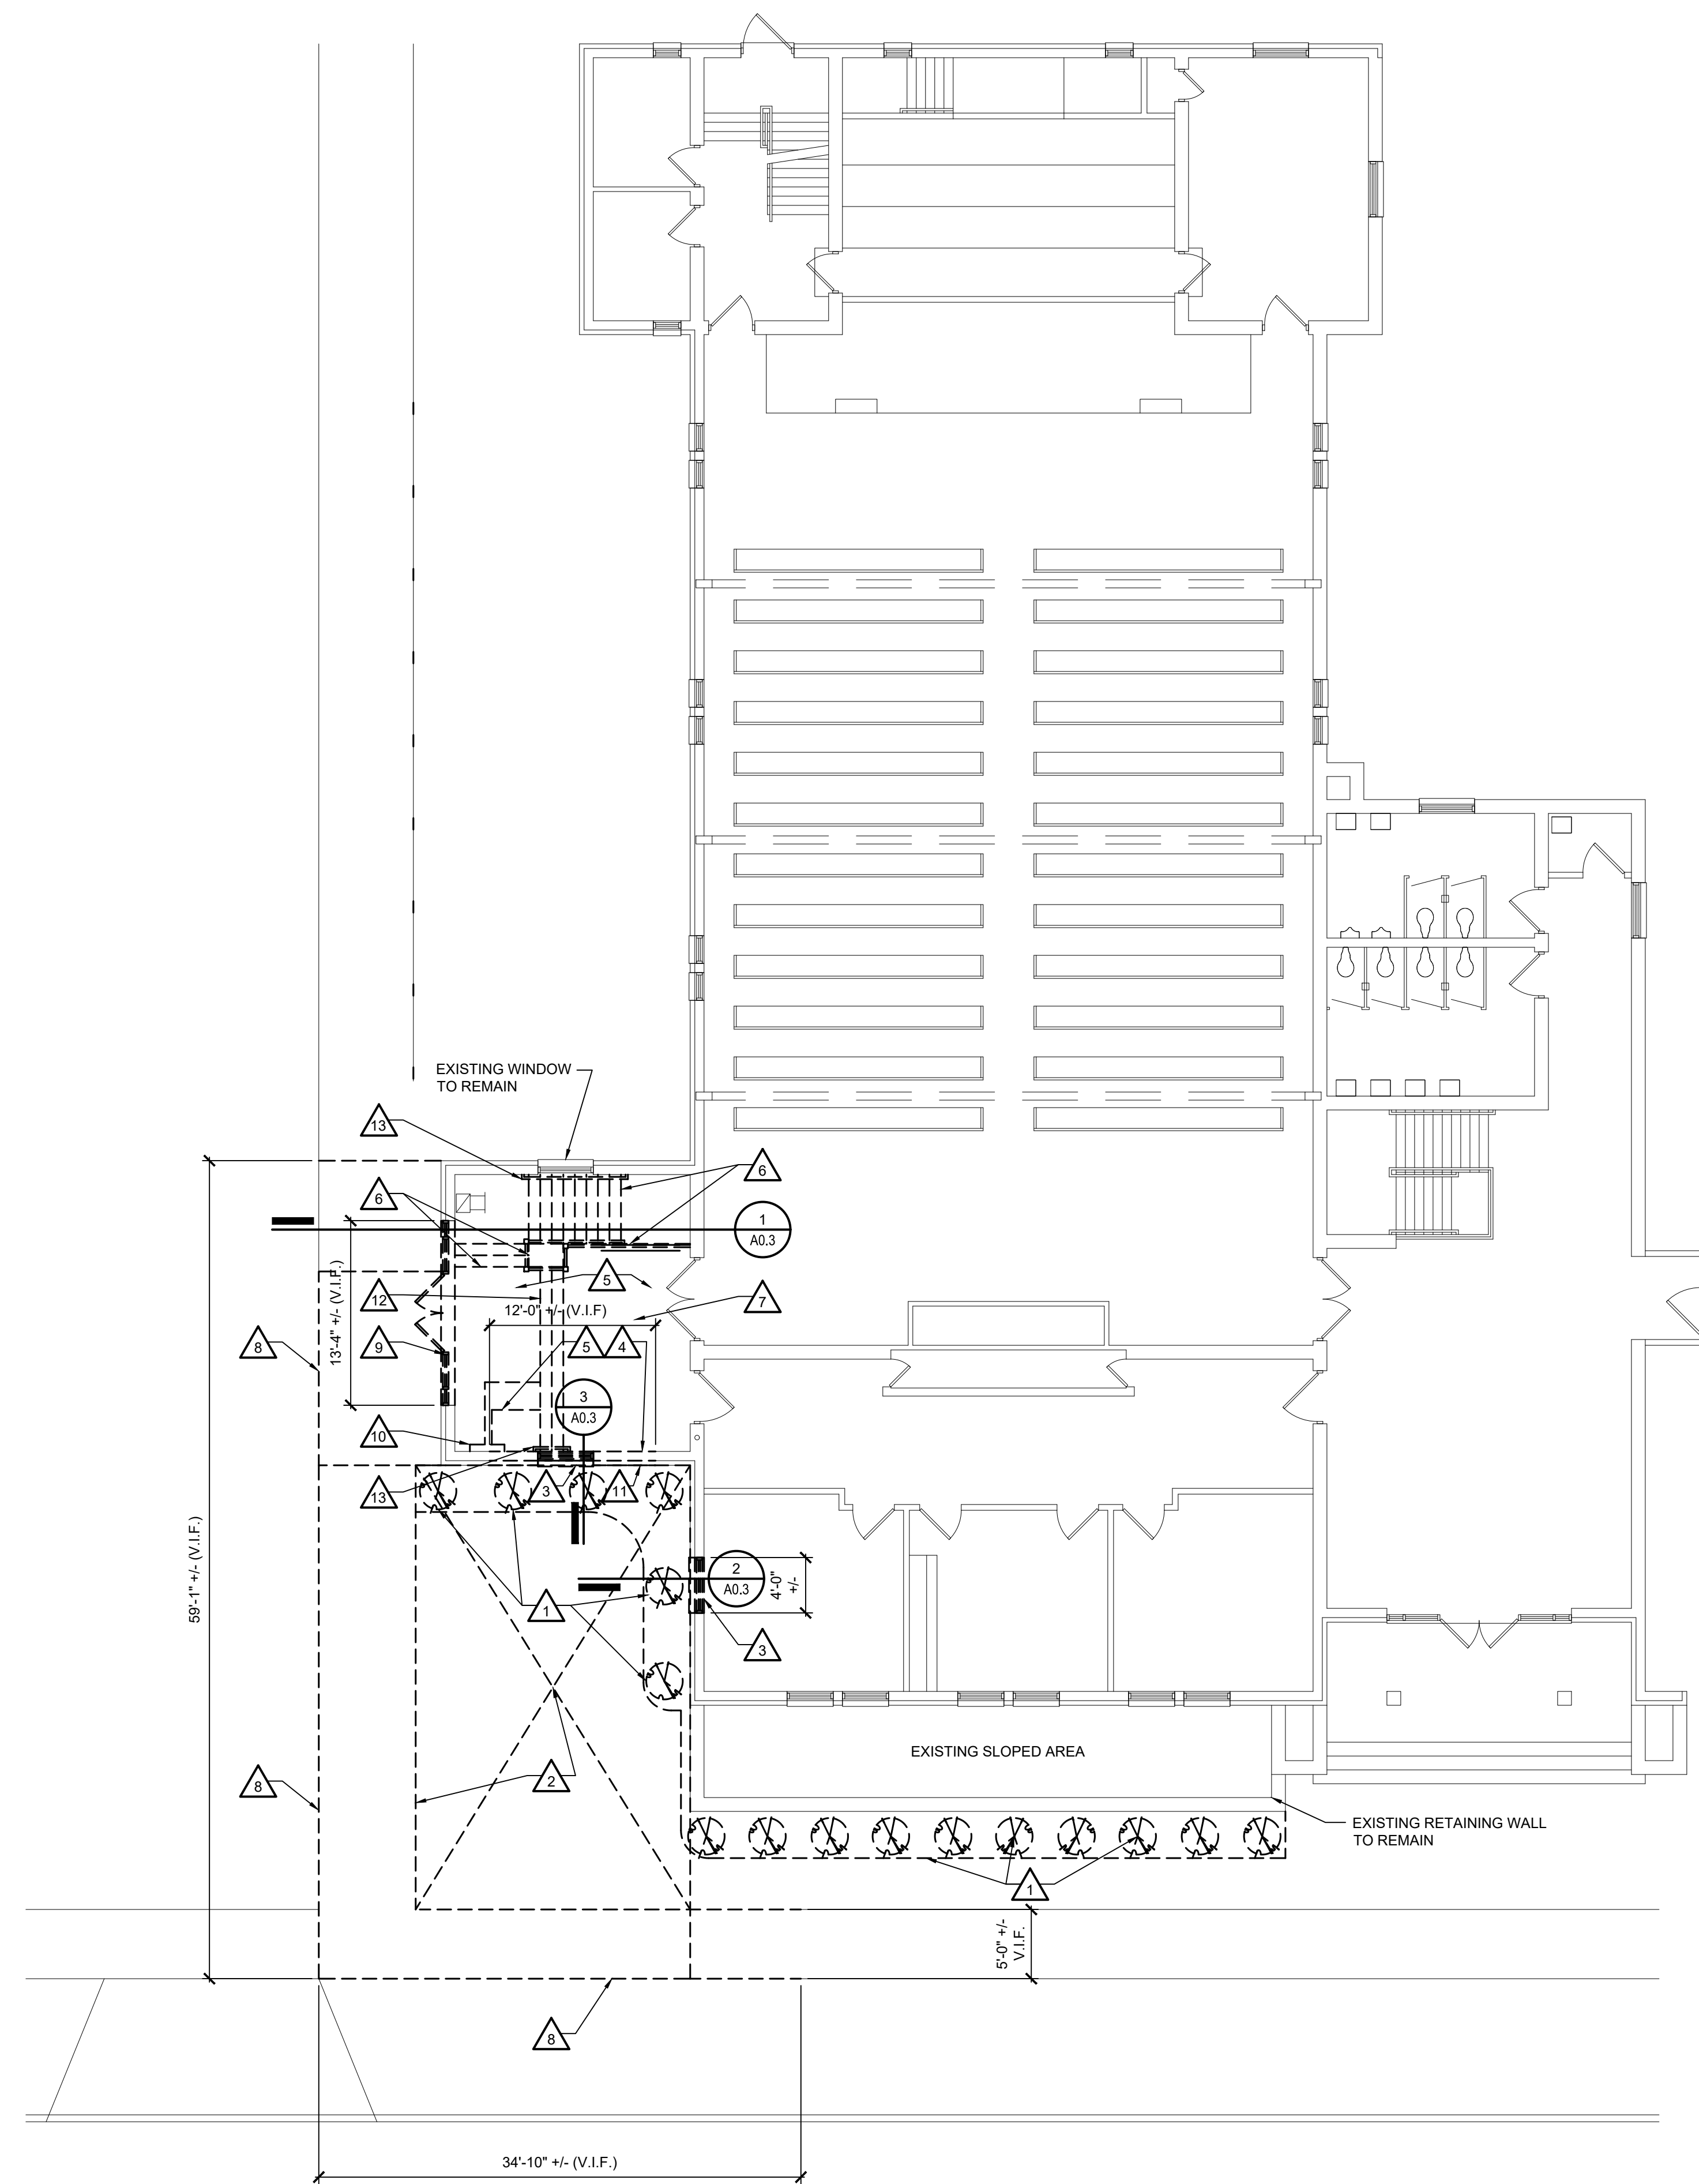 EXISTING WINDOW
TO REMAIN
13
6
6
1
A0.3
5
12
12'-0" +/- (V.I.F)
7
13'-4" +/- (V.I.F.)
8
9
5
4
3
A0.3
10
13
3
11
59'-1" +/- (V.I.F.)
2
A0.3
4'-0"
+/-
1
3
EXISTING SLOPED AREA
8
2
EXISTING RETAINING WALL
TO REMAIN
1
5'-0" +/-
V.I.F.
8
34'-10" +/- (V.I.F.)